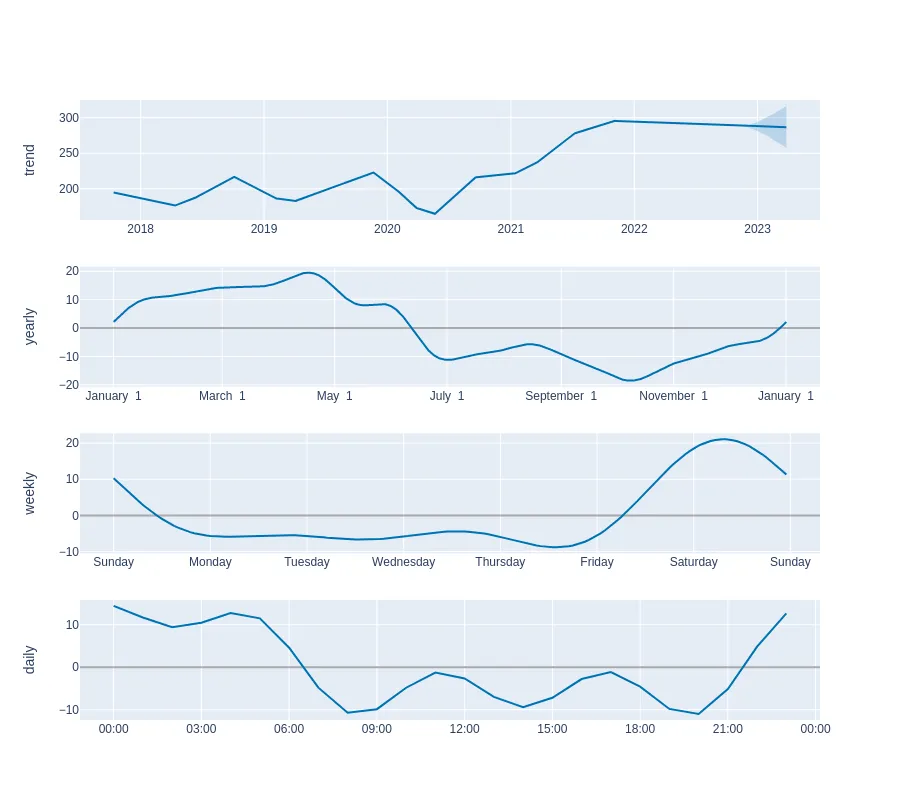 trend
300
250
200
2018 2019 2020 2021 2022 2023
yearly
20
10
0
−10
−20
January 1 March 1 May 1 July 1 September 1 November 1 January 1
weekly
20
10
0
−10
Sunday Monday Tuesday Wednesday Thursday Friday Saturday Sunday
daily
10
0
−10
00:00 03:00 06:00 09:00 12:00 15:00 18:00 21:00 00:00